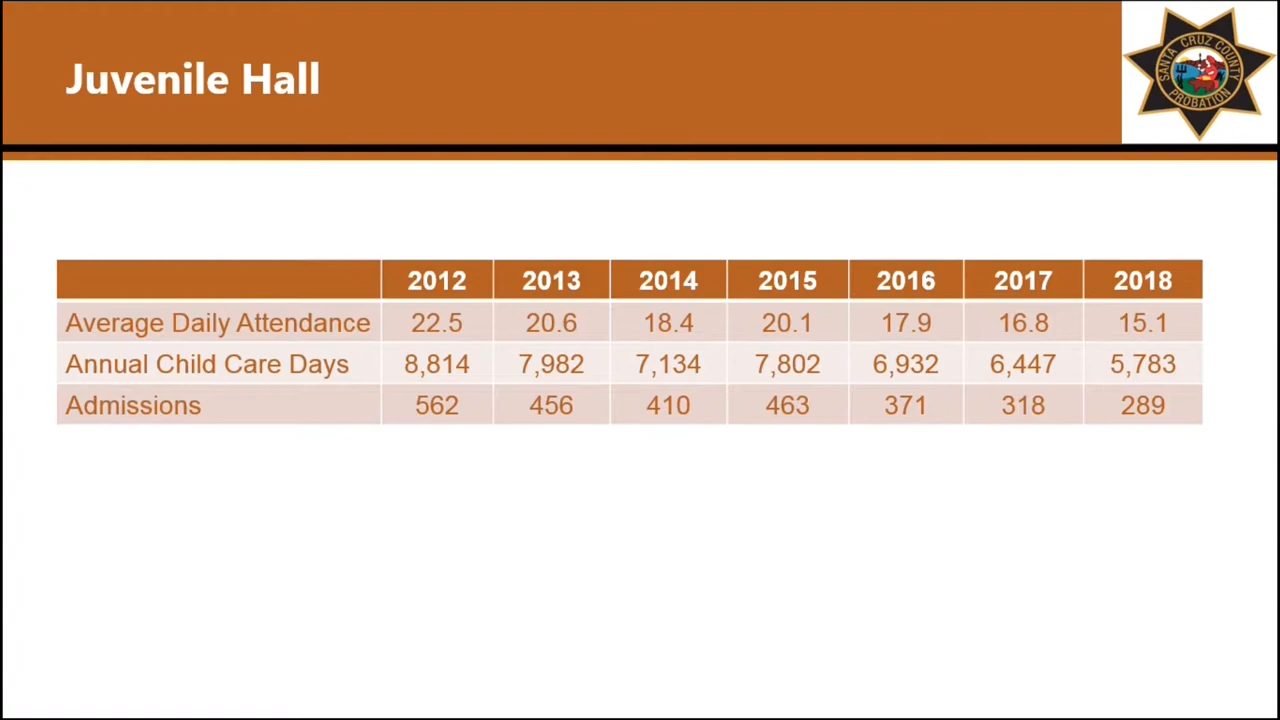 Juvenile Hall
SANTA CRUZ COUNTY
PROBATION
2012 2013 2014 2015 2016 2017 2018
Average Daily Attendance 22.5 20.6 18.4 20.1 17.9 16.8 15.1
Annual Child Care Days 8,814 7,982 7,134 7,802 6,932 6,447 5,783
Admissions 562 456 410 463 371 318 289